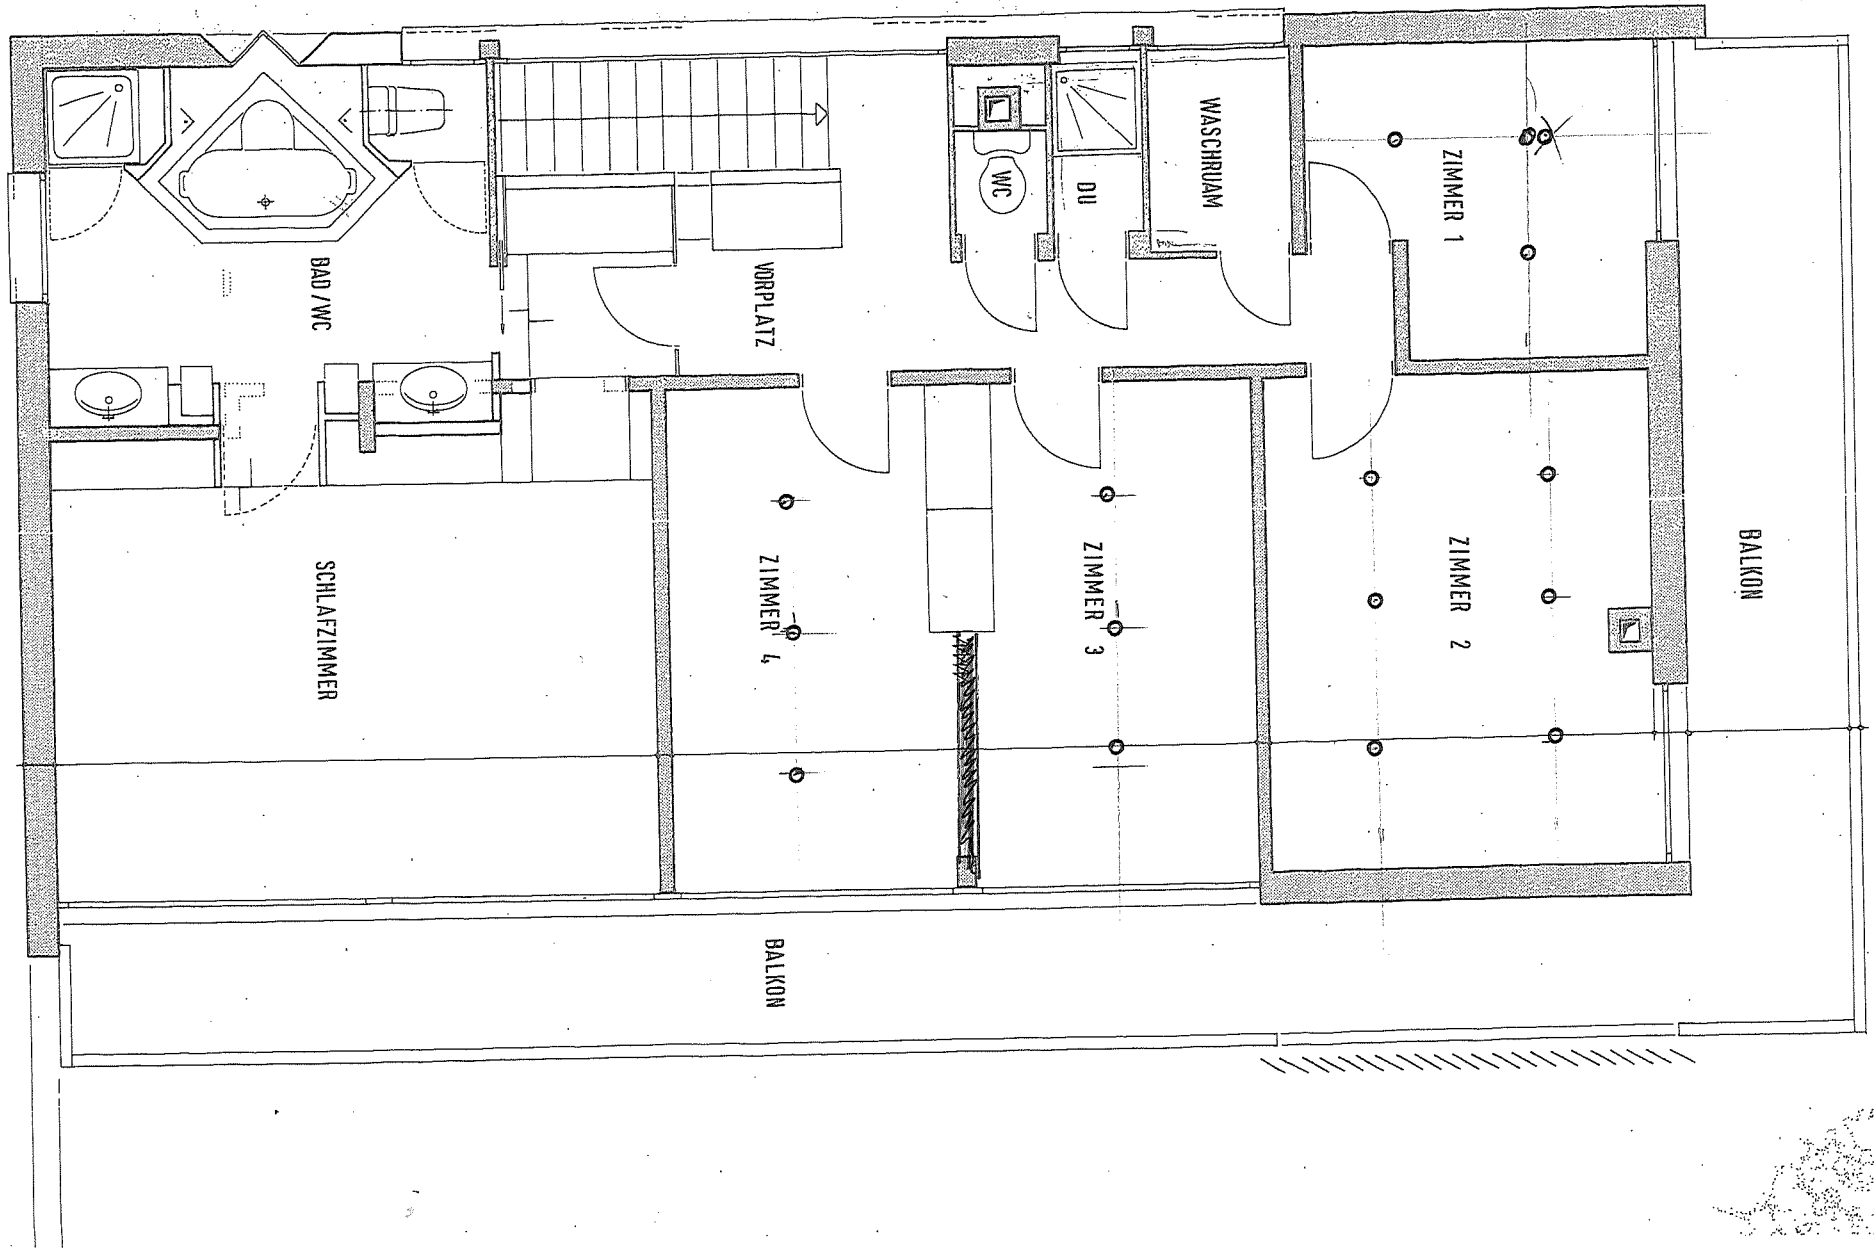 WASCHRUAM
ZIMMER 1
WC
DU
BAD/WC
VORPLATZ
BALKON
ZIMMER 2
ZIMMER 3
ZIMMER 4
SCHLAFZIMMER
BALKON